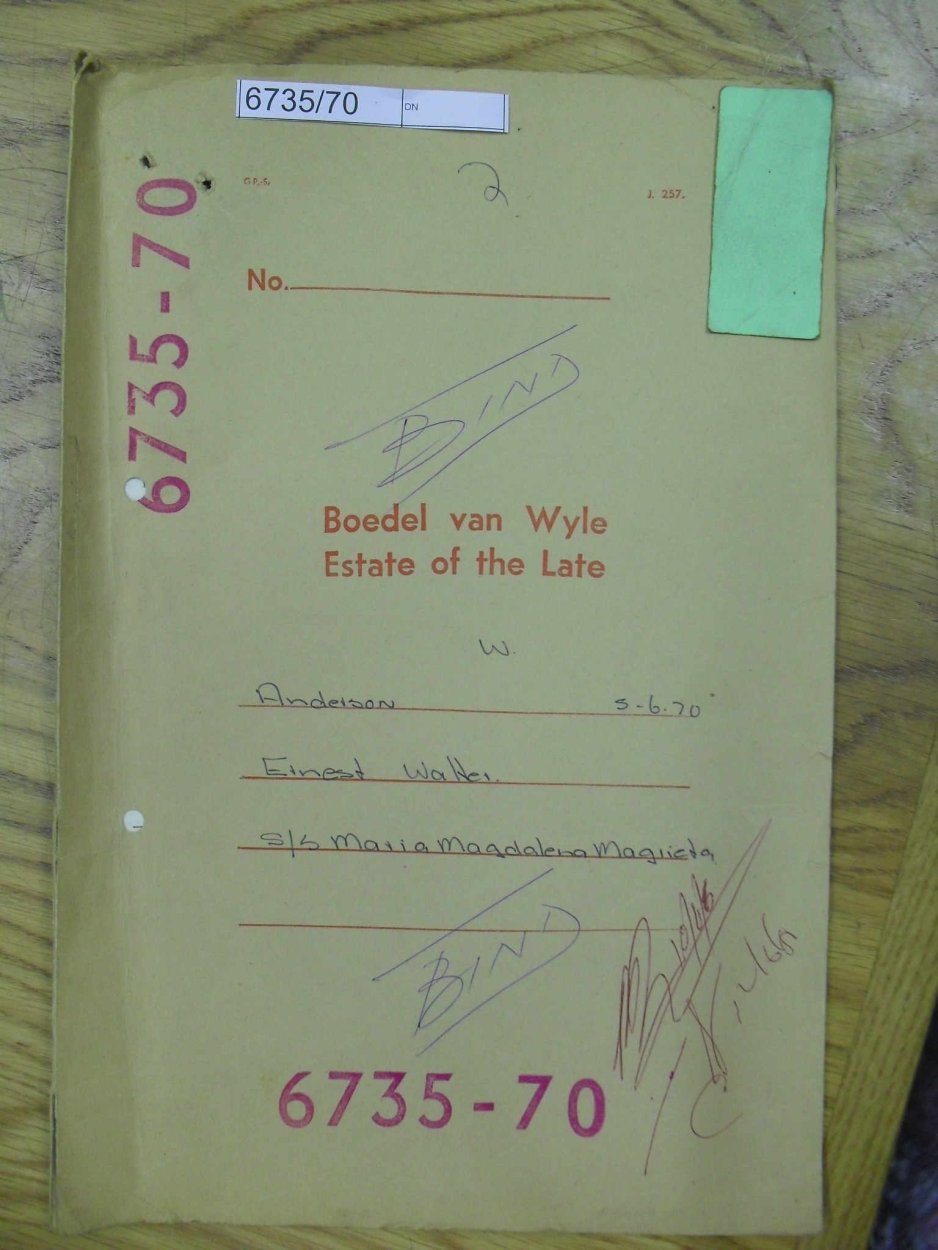 6735/70 DN
G.P.-S. 2 J. 257.
6735-70
No.
BIND
Boedel van Wyle
Estate of the Late
W.
Anderson 5-6.70
Ernest Walter.
S/S Maria Magdalena Magrieta
BIND
6735-70